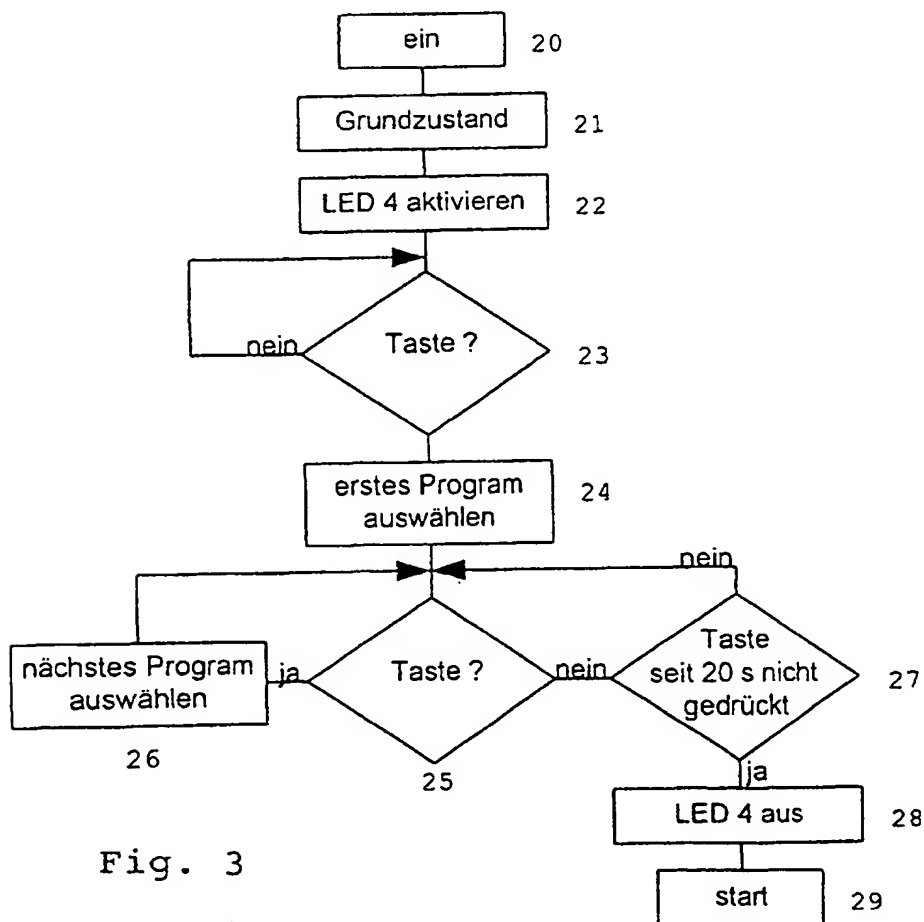 ein 20
Grundzustand 21
LED 4 aktivieren 22
nein Taste ? 23
erstes Program 24
auswählen
nein
nächstes Program ja Taste ? nein Taste 27
auswählen seit 20 s nicht
gedrückt
26 25
ja
LED 4 aus 28
Fig. 3
start 29